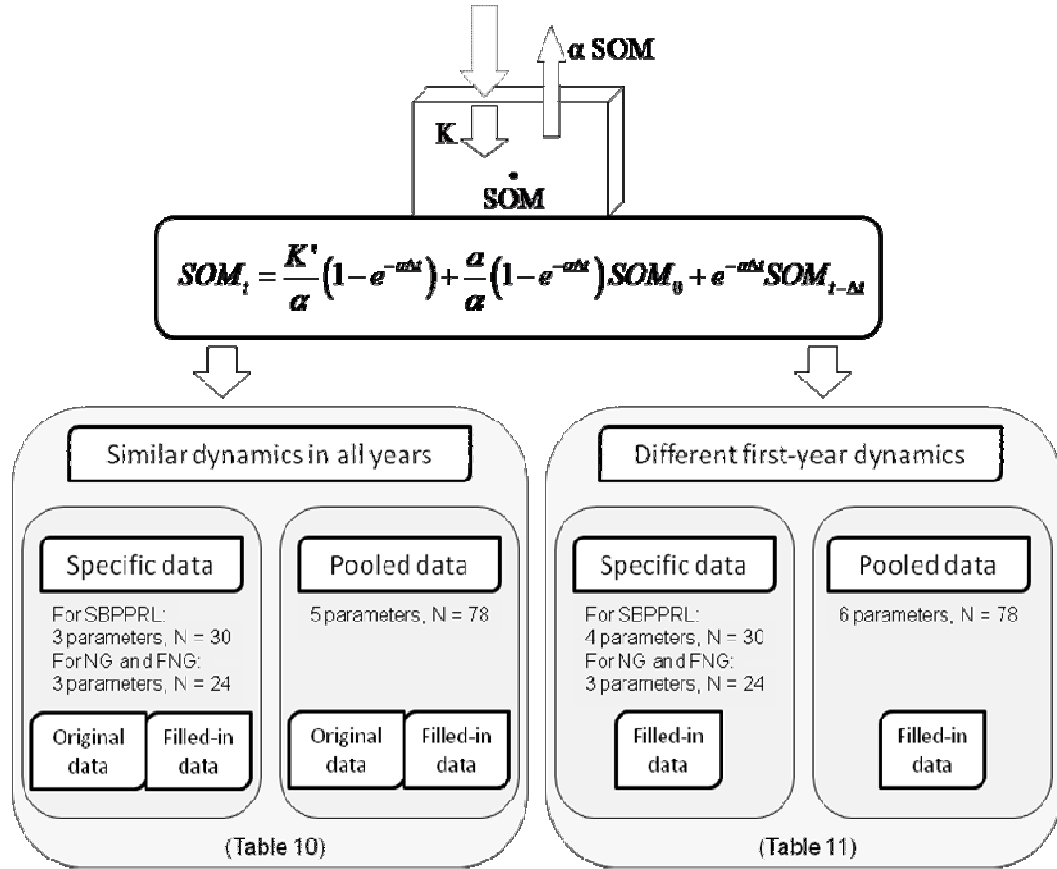 α SOM
K
SOM
SOM_t = K'/α (1 − e^{−αΔt}) + a/α (1 − e^{−αΔt}) SOM_0 + e^{−αΔt} SOM_{t−Δt}
Similar dynamics in all years
Specific data
For SBPPRL:
3 parameters, N = 30
For NG and FNG:
3 parameters, N = 24
Original
data
Filled-in
data
Pooled data
5 parameters, N = 78
Original
data
Filled-in
data
(Table 10)
Different first-year dynamics
Specific data
For SBPPRL:
4 parameters, N = 30
For NG and FNG:
3 parameters, N = 24
Filled-in
data
Pooled data
6 parameters, N = 78
Filled-in
data
(Table 11)